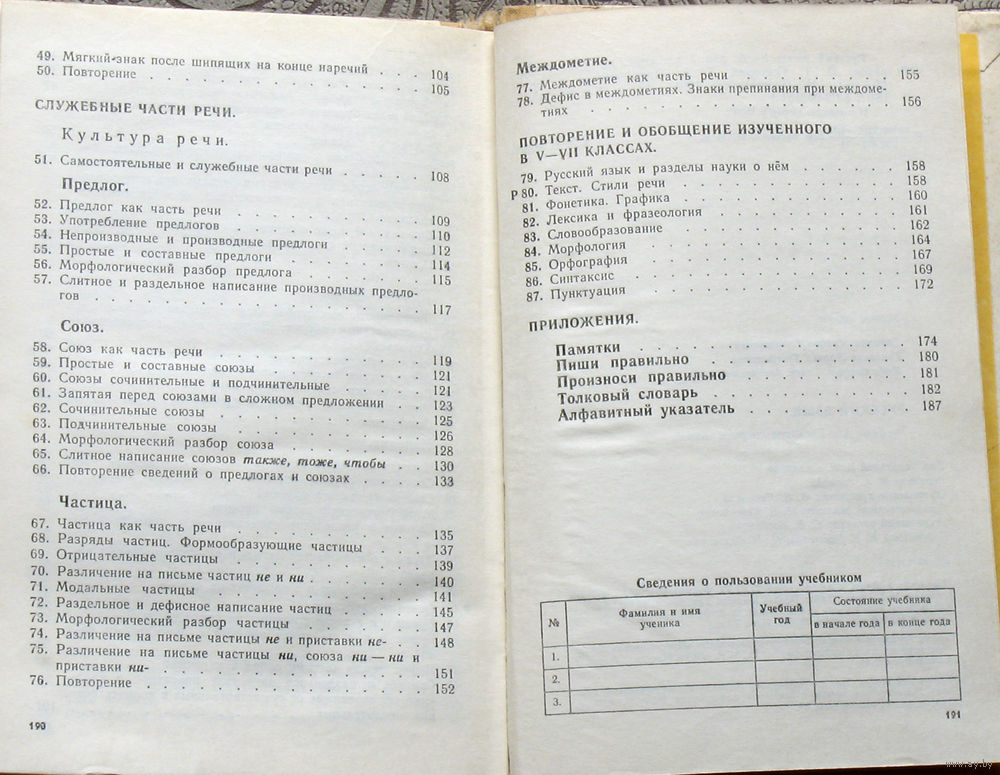 49. Мягкий знак после шипящих на конце наречий . . . 104
50. Повторение . . . . . . . . . . . . 105
СЛУЖЕБНЫЕ ЧАСТИ РЕЧИ.
Культура речи.
51. Самостоятельные и служебные части речи . . . . . 108
Предлог.
52. Предлог как часть речи . . . . . . . . . 109
53. Употребление предлогов . . . . . . . . . 110
54. Непроизводные и производные предлоги . . . . 112
55. Простые и составные предлоги . . . . . . . 114
56. Морфологический разбор предлога . . . . . . 115
57. Слитное и раздельное написание производных предло-
гов . . . . . . . . . . . . . . . 117
Союз.
58. Союз как часть речи . . . . . . . . . . 119
59. Простые и составные союзы . . . . . . . . 121
60. Союзы сочинительные и подчинительные . . . . 121
61. Запятая перед союзами в сложном предложении . . 123
62. Сочинительные союзы . . . . . . . . . . 125
63. Подчинительные союзы . . . . . . . . . 126
64. Морфологический разбор союза . . . . . . . 128
65. Слитное написание союзов также, тоже, чтобы . . 130
66. Повторение сведений о предлогах и союзах . . . . 133
Частица.
67. Частица как часть речи . . . . . . . . . 135
68. Разряды частиц. Формообразующие частицы . . . 137
69. Отрицательные частицы . . . . . . . . . 139
70. Различение на письме частиц не и ни . . . . . 140
71. Модальные частицы . . . . . . . . . . 141
72. Раздельное и дефисное написание частиц . . . . 145
73. Морфологический разбор частицы . . . . . . 147
74. Различение на письме частицы не и приставки не- . . 148
75. Различение на письме частицы ни, союза ни — ни и
приставки ни- . . . . . . . . . . . . 151
76. Повторение . . . . . . . . . . . . . 152
190
Междометие.
77. Междометие как часть речи . . . . . . . . 155
78. Дефис в междометиях. Знаки препинания при междоме-
тиях . . . . . . . . . . . . . . 156
ПОВТОРЕНИЕ И ОБОБЩЕНИЕ ИЗУЧЕННОГО
В V—VII КЛАССАХ.
79. Русский язык и разделы науки о нём . . . . . . 158
Р 80. Текст. Стили речи . . . . . . . . . . 158
81. Фонетика. Графика . . . . . . . . . . 160
82. Лексика и фразеология . . . . . . . . . 161
83. Словообразование . . . . . . . . . . 162
84. Морфология . . . . . . . . . . . . 164
85. Орфография . . . . . . . . . . . . 167
86. Синтаксис . . . . . . . . . . . . . 169
87. Пунктуация . . . . . . . . . . . . 172
ПРИЛОЖЕНИЯ.
Памятки . . . . . . . . . . . . . 174
Пиши правильно . . . . . . . . . . 180
Произноси правильно . . . . . . . . . 181
Толковый словарь . . . . . . . . . . 182
Алфавитный указатель . . . . . . . . . 187
Сведения о пользовании учебником
№ Фамилия и имя ученика Учебный год Состояние учебника
в начале года в конце года
1.
2.
3.
191
www.ay.by